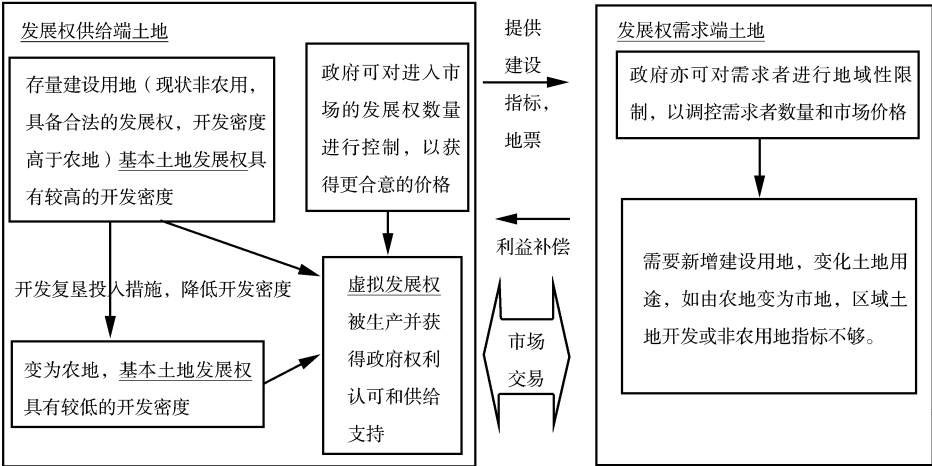 发展权供给端土地
存量建设用地（现状非农用，
具备合法的发展权，开发密度
高于农地）基本土地发展权具
有较高的开发密度
政府可对进入市
场的发展权数量
进行控制，以获
得更合意的价格
开发复垦投入措施，降低开发密度
变为农地，基本土地发展权
具有较低的开发密度
虚拟发展权
被生产并获
得政府权利
认可和供给
支持
提供
建设
指标，
地票
利益补偿
市场
交易
发展权需求端土地
政府亦可对需求者进行地域性限
制，以调控需求者数量和市场价格
需要新增建设用地，变化土地用
途，如由农地变为市地，区域土
地开发或非农用地指标不够。